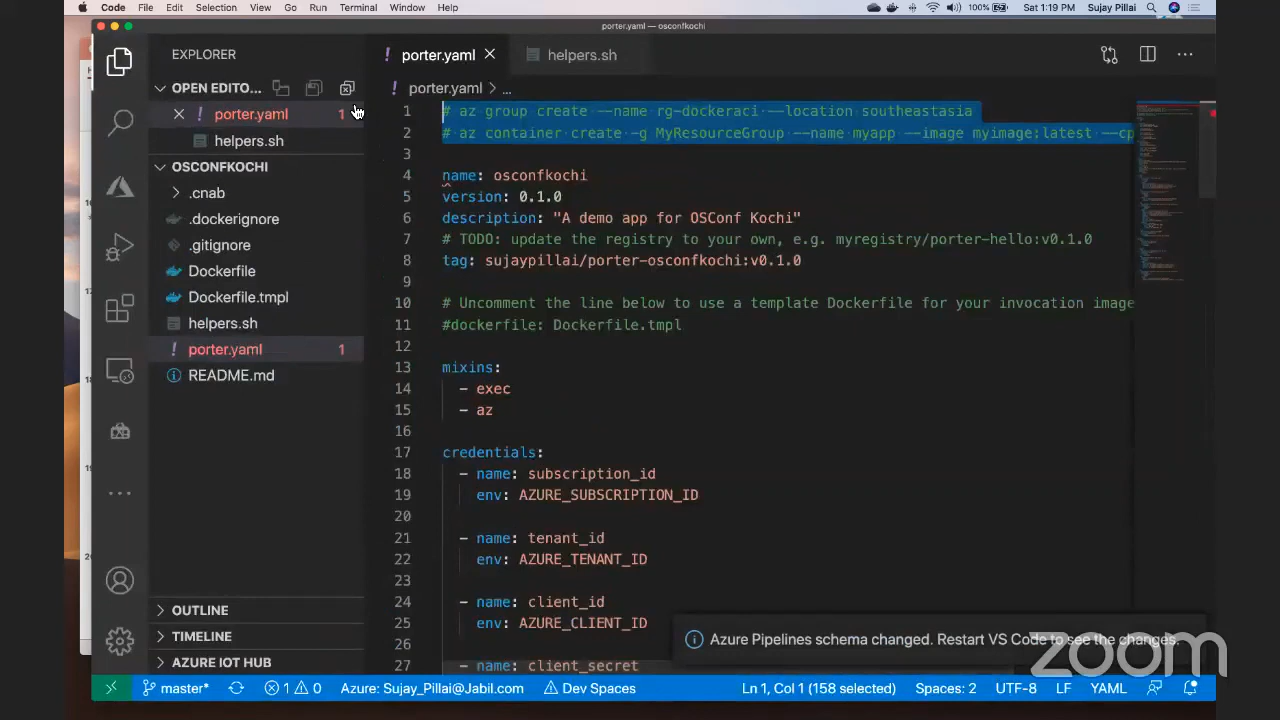 Code File Edit Selection View Go Run Terminal Window Help 100% Sat 1:19 PM Sujay Pillai
porter.yaml — osconfkochi
EXPLORER
! porter.yaml
helpers.sh
OPEN EDITO...
! porter.yaml > ...
! porter.yaml 1
helpers.sh
OSCONFKOCHI
.cnab
.dockerignore
.gitignore
Dockerfile
Dockerfile.tmpl
helpers.sh
! porter.yaml 1
README.md
OUTLINE
TIMELINE
AZURE IOT HUB
1 # az group create --name rg-dockeraci --location southeastasia
2 # az container create -g MyResourceGroup --name myapp --image myimage:latest --cp
3
4 name: osconfkochi
5 version: 0.1.0
6 description: "A demo app for OSConf Kochi"
7 # TODO: update the registry to your own, e.g. myregistry/porter-hello:v0.1.0
8 tag: sujaypillai/porter-osconfkochi:v0.1.0
9
10 # Uncomment the line below to use a template Dockerfile for your invocation image
11 #dockerfile: Dockerfile.tmpl
12
13 mixins:
14 - exec
15 - az
16
17 credentials:
18 - name: subscription_id
19 env: AZURE_SUBSCRIPTION_ID
20
21 - name: tenant_id
22 env: AZURE_TENANT_ID
23
24 - name: client_id
25 env: AZURE_CLIENT_ID
26
27 - name: client_secret
Azure Pipelines schema changed. Restart VS Code to see the changes.
zoom
master* 1 0 Azure: Sujay_Pillai@Jabil.com Dev Spaces Ln 1, Col 1 (158 selected) Spaces: 2 UTF-8 LF YAML